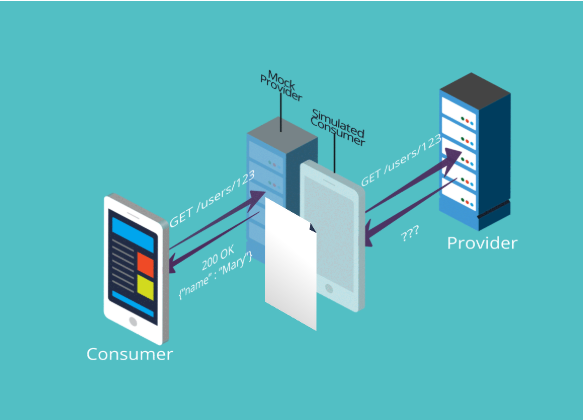 Mock
Provider
Simulated
Consumer
GET /users/123
GET /users/123
200 OK
{"name" : "Mary"}
???
Provider
Consumer